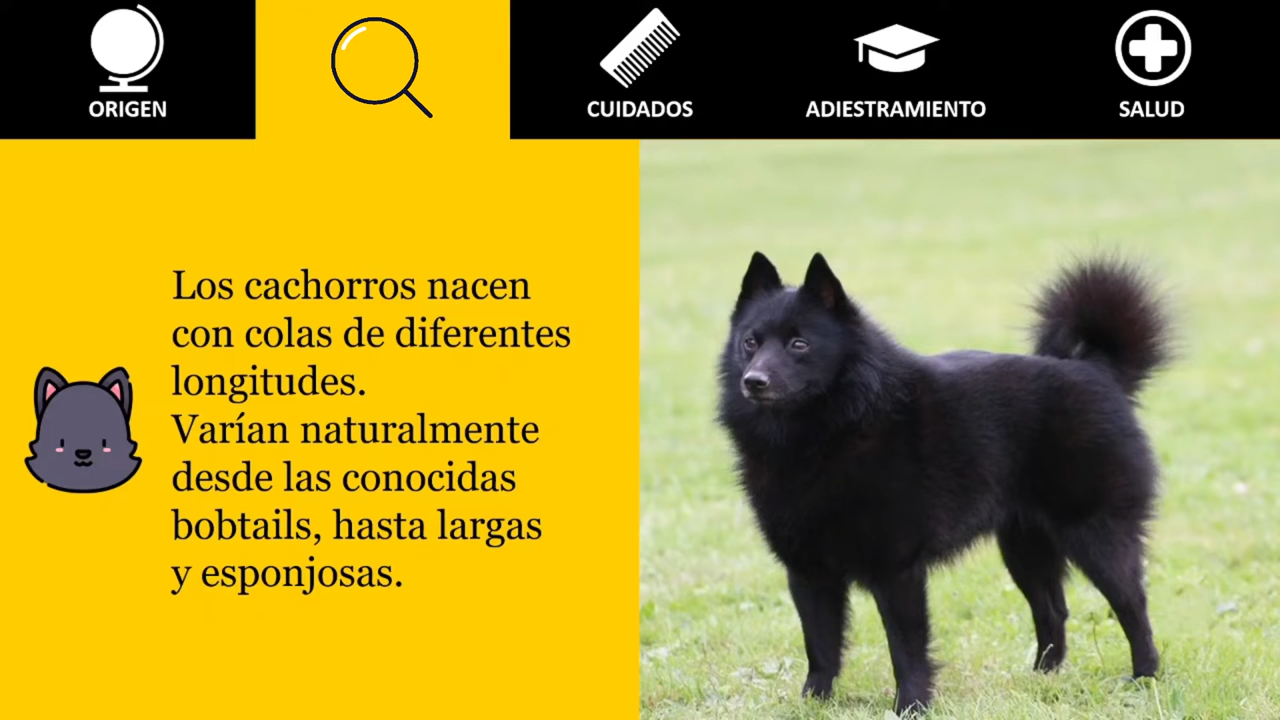 ORIGEN
CUIDADOS
ADIESTRAMIENTO
SALUD
Los cachorros nacen
con colas de diferentes
longitudes.
Varían naturalmente
desde las conocidas
bobtails, hasta largas
y esponjosas.